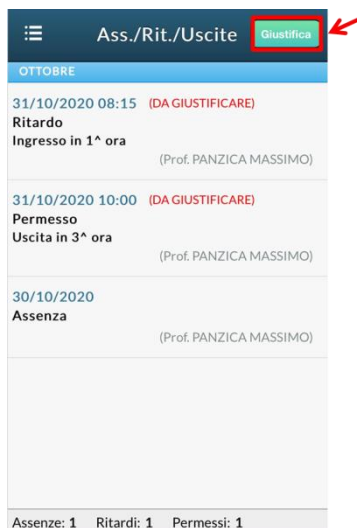 Ass./Rit./Uscite Giustifica
OTTOBRE
31/10/2020 08:15 (DA GIUSTIFICARE)
Ritardo
Ingresso in 1^ ora
(Prof. PANZICA MASSIMO)
31/10/2020 10:00 (DA GIUSTIFICARE)
Permesso
Uscita in 3^ ora
(Prof. PANZICA MASSIMO)
30/10/2020
Assenza
(Prof. PANZICA MASSIMO)
Assenze: 1 Ritardi: 1 Permessi: 1